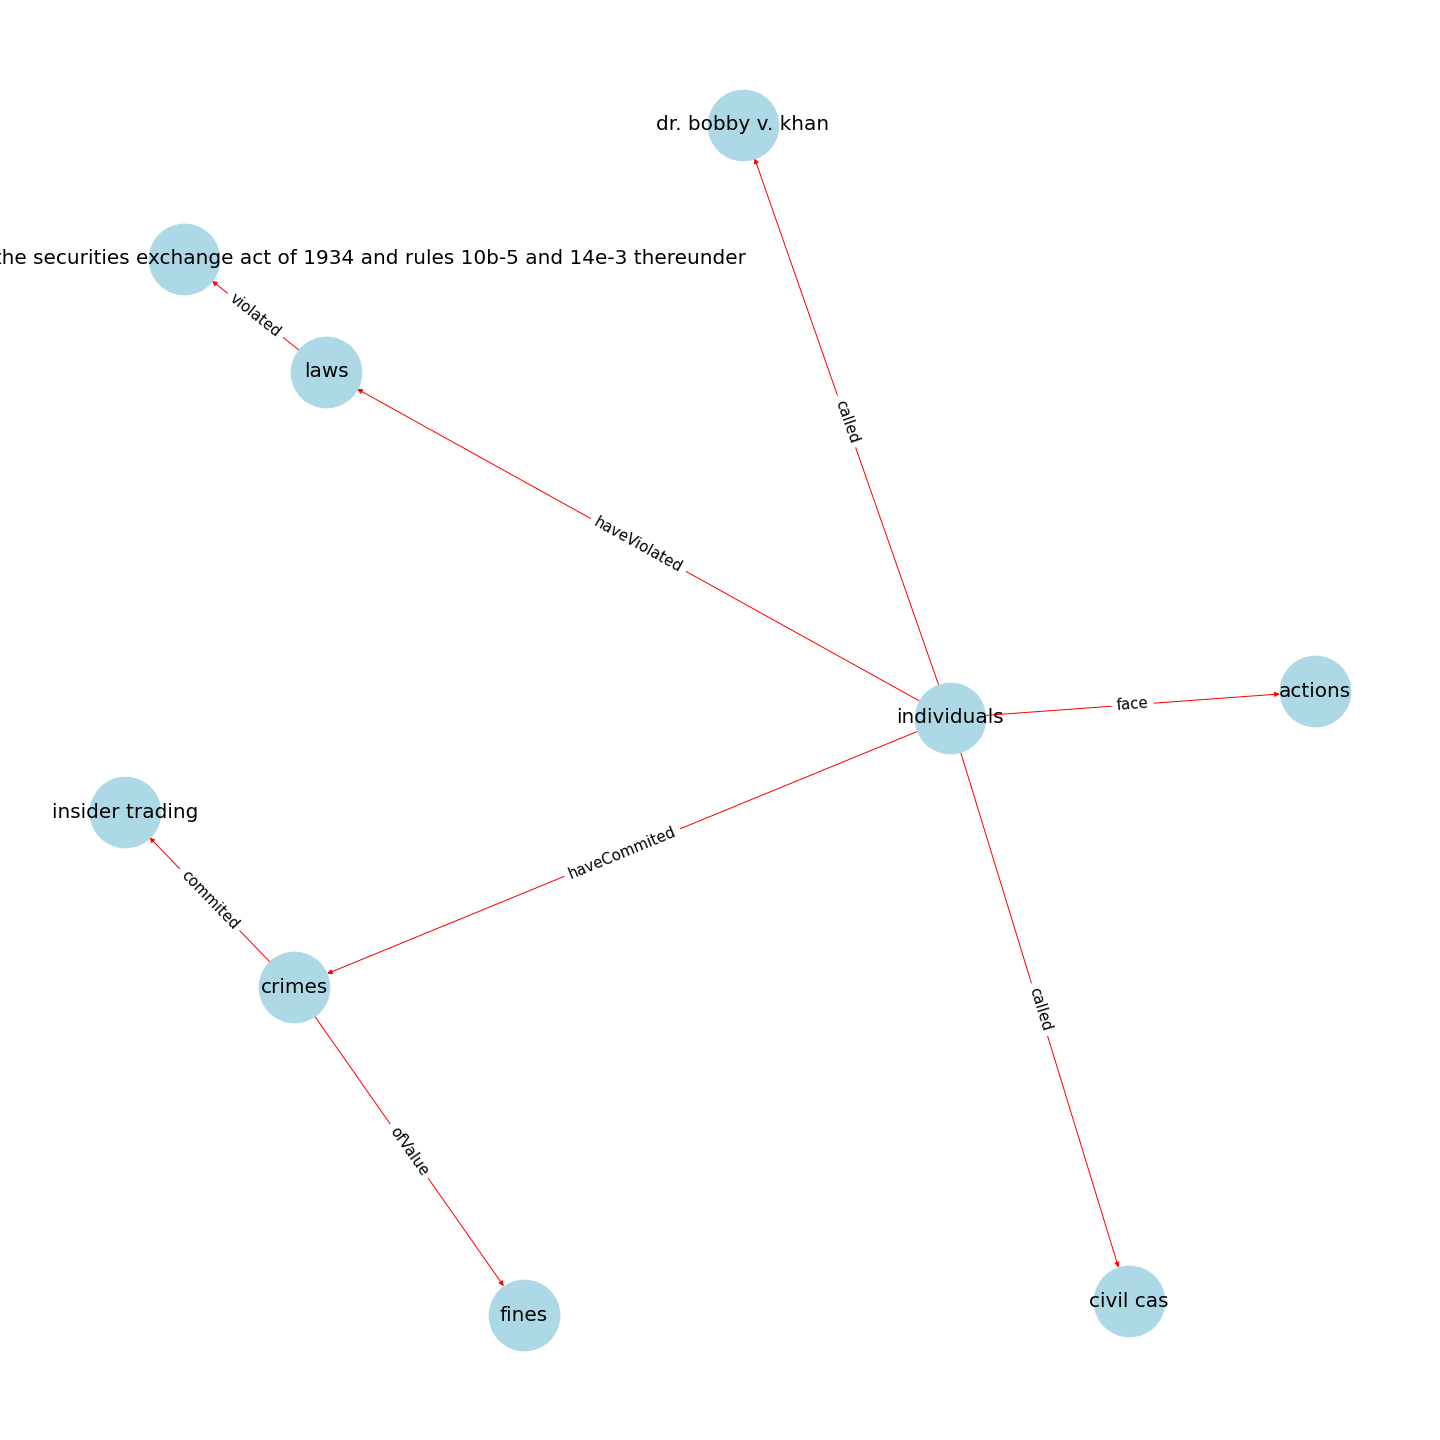 dr. bobby v. khan
the securities exchange act of 1934 and rules 10b-5 and 14e-3 thereunder
violated
laws
called
haveViolated
individuals
face
actions
insider trading
haveCommited
commited
crimes
called
ofValue
civil cas
fines